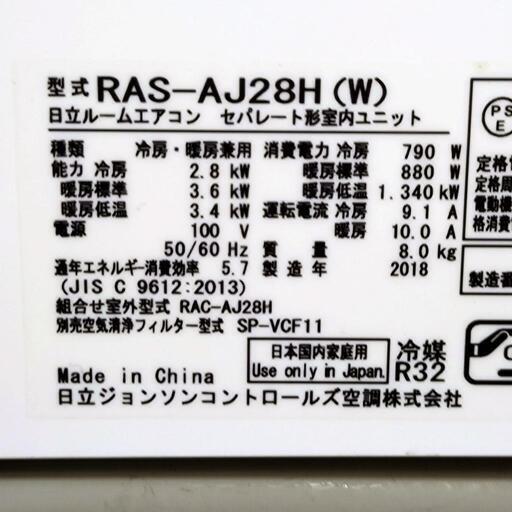 型式 RAS-AJ28H(W)
日立ルームエアコン セパレート形室内ユニット
種類 冷房・暖房兼用 消費電力 冷房 790 W
能力 冷房 2.8 kW 暖房標準 880 W
暖房標準 3.6 kW 暖房低温 1.340 kW
暖房低温 3.4 kW 運転電流 冷房 9.1 A
電源 100 V 暖房 10.0 A
50/60 Hz 質量 8.0 kg
通年エネルギー消費効率 5.7 製造年 2018
(JIS C 9612:2013)
組合せ室外型式 RAC-AJ28H
別売空気清浄フィルター型式 SP-VCF11
日本国内家庭用
Use only in Japan.
冷媒
R32
Made in China
日立ジョンソンコントロールズ空調株式会社
PS
E
定格電
定格周
電動機
格消費
製造番